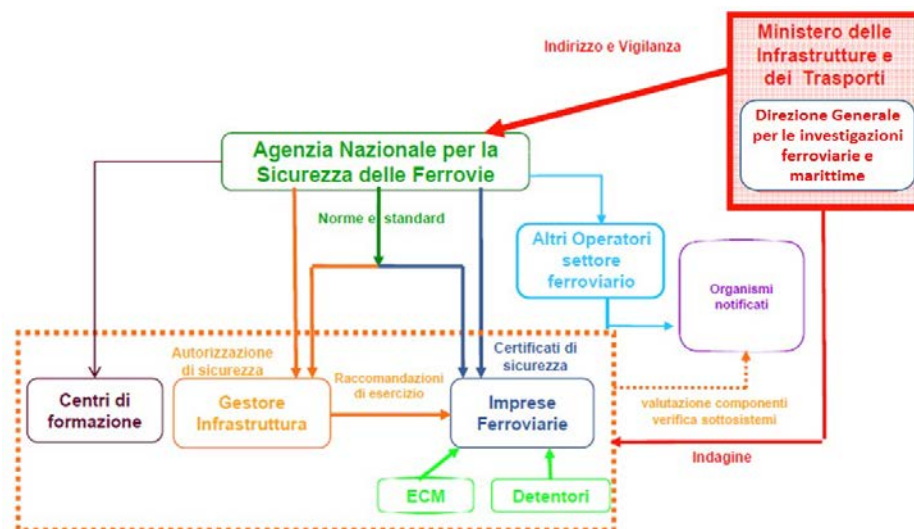 Indirizzo e Vigilanza
Ministero delle
Infrastrutture e
dei Trasporti
Direzione Generale
per le investigazioni
ferroviarie e
marittime
Agenzia Nazionale per la
Sicurezza delle Ferrovie
Norme e standard
Altri Operatori
settore
ferroviario
Organismi
notificati
Autorizzazione
di sicurezza
Certificati di
sicurezza
Raccomandazioni
di esercizio
Centri di
formazione
Gestore
Infrastruttura
Imprese
Ferroviarie
valutazione componenti
verifica sottosistemi
Indagine
ECM
Detentori